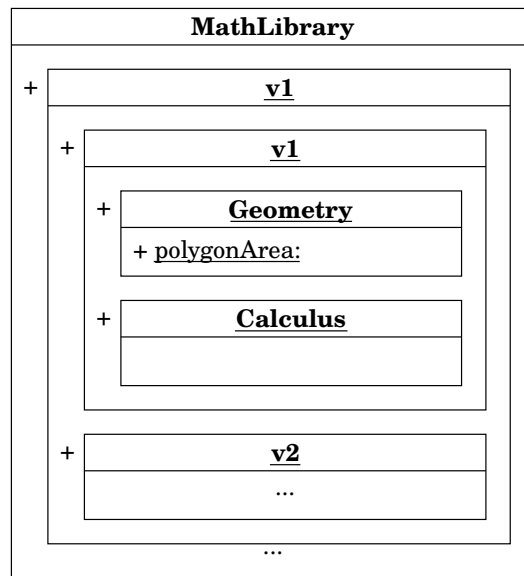 MathLibrary
+ v1
+ v1
+ Geometry
+ polygonArea:
+ Calculus
+ v2
...
...